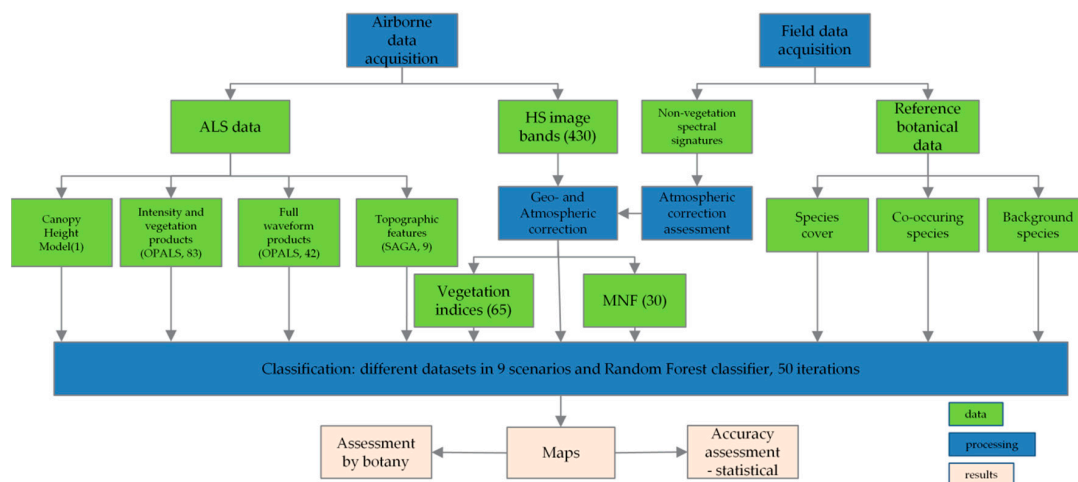 Airborne
data
acquisition
Field data
acquisition
ALS data
HS image
bands (430)
Non-vegetation
spectral
signatures
Reference
botanical
data
Canopy
Height
Model(1)
Intensity and
vegetation
products
(OPALS, 83)
Full
waveform
products
(OPALS, 42)
Topographic
features
(SAGA, 9)
Geo- and
Atmospheric
correction
Atmospheric
correction
assessment
Species
cover
Co-occuring
species
Background
species
Vegetation
indices (65)
MNF (30)
Classification: different datasets in 9 scenarios and Random Forest classifier, 50 iterations
Assessment
by botany
Maps
Accuracy
assessment
- statistical
data
processing
results